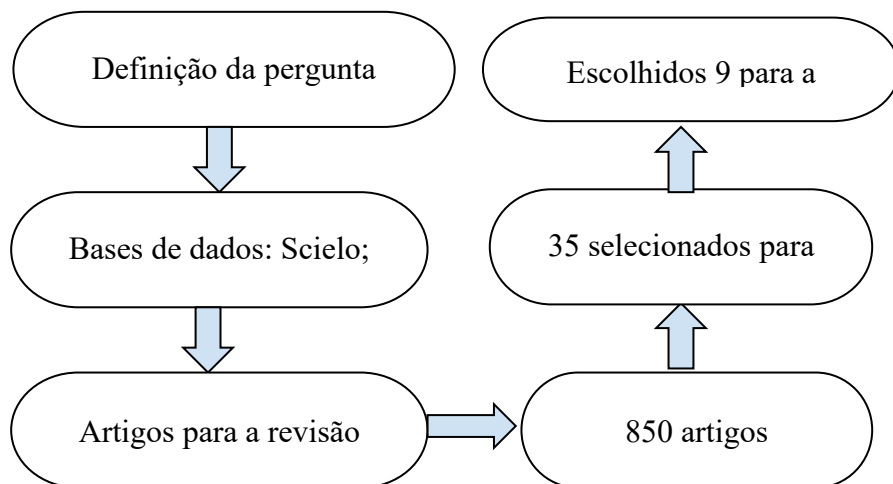 Definição da pergunta
Bases de dados: Scielo;
Artigos para a revisão
850 artigos
35 selecionados para
Escolhidos 9 para a